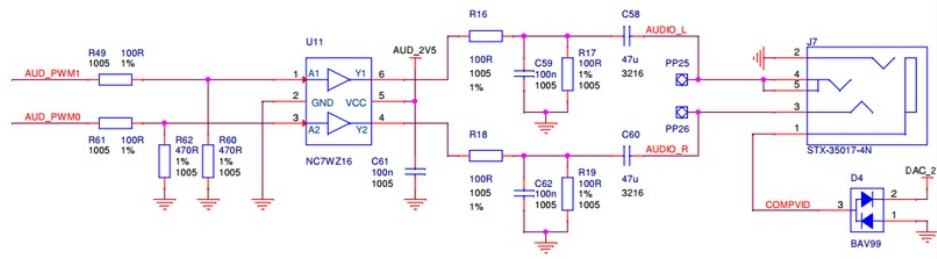 R16
C58
AUDIO_L
J7
R49
100R
1005
1%
U11
AUD_2V5
100R
1005
1%
C59
100n
1005
R17
100R
1%
1005
47u
3216
PP25
2
4
5
3
1
STX-35017-4N
AUD_PWM1
1
A1
Y1
6
2
GND
VCC
5
AUD_PWM0
3
A2
Y2
4
NC7WZ16
R61
1005
100R
1%
R62
470R
1%
1005
R60
470R
1%
1005
C61
100n
1005
R18
C60
AUDIO_R
PP26
100R
1005
1%
C62
100n
1005
R19
100R
1%
1005
47u
3216
D4
DAC_2
COMPVID
3
2
1
BAV99